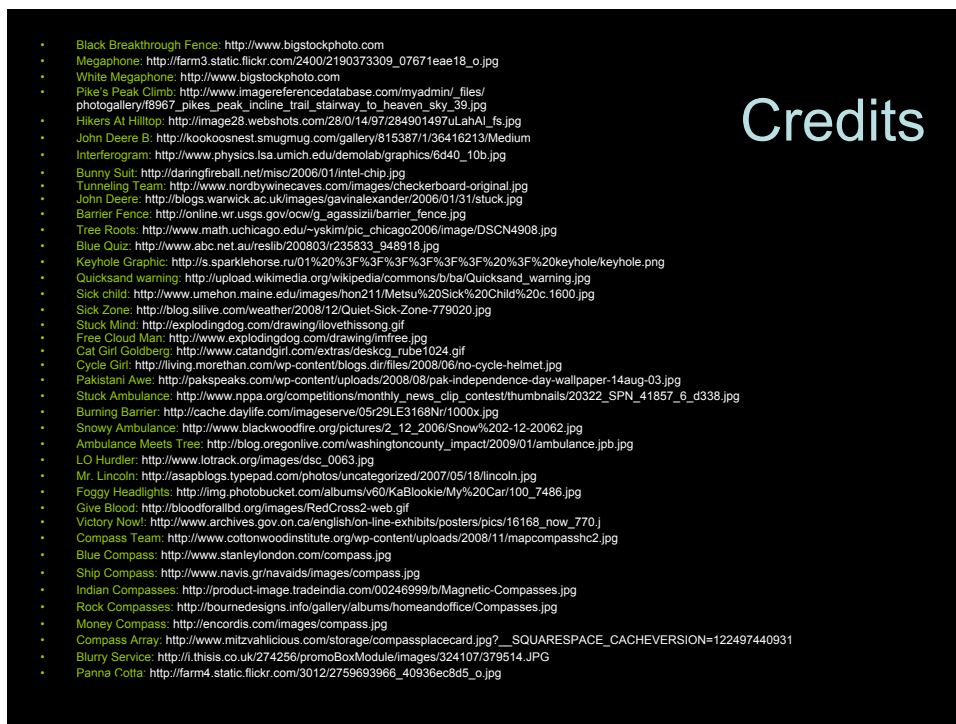 Credits
• Black Breakthrough Fence: http://www.bigstockphoto.com
• Megaphone: http://farm3.static.flickr.com/2400/2190373309_07671eae18_o.jpg
• White Megaphone: http://www.bigstockphoto.com
• Pike's Peak Climb: http://www.imagereferencedatabase.com/myadmin/_files/
photogallery/f8967_pikes_peak_incline_trail_stairway_to_heaven_sky_39.jpg
• Hikers At Hilltop: http://image28.webshots.com/28/0/14/97/284901497uLahAl_fs.jpg
• John Deere B: http://kookoosnest.smugmug.com/gallery/815387/1/36416213/Medium
• Interferogram: http://www.physics.lsa.umich.edu/demolab/graphics/6d40_10b.jpg
• Bunny Suit: http://daringfireball.net/misc/2006/01/intel-chip.jpg
• Tunneling Team: http://www.nordbywinecaves.com/images/checkerboard-original.jpg
• John Deere: http://blogs.warwick.ac.uk/images/gavinalexander/2006/01/31/stuck.jpg
• Barrier Fence: http://online.wr.usgs.gov/ocw/g_agassizii/barrier_fence.jpg
• Tree Roots: http://www.math.uchicago.edu/~yskim/pic_chicago2006/image/DSCN4908.jpg
• Blue Quiz: http://www.abc.net.au/reslib/200803/r235833_948918.jpg
• Keyhole Graphic: http://s.sparklehorse.ru/01%20%3F%3F%3F%3F%3F%3F%20%3F%20keyhole/keyhole.png
• Quicksand warning: http://upload.wikimedia.org/wikipedia/commons/b/ba/Quicksand_warning.jpg
• Sick child: http://www.umehon.maine.edu/images/hon211/Metsu%20Sick%20Child%20c.1600.jpg
• Sick Zone: http://blog.silive.com/weather/2008/12/Quiet-Sick-Zone-779020.jpg
• Stuck Mind: http://explodingdog.com/drawing/ilovethissong.gif
• Free Cloud Man: http://www.explodingdog.com/drawing/imfree.jpg
• Cat Girl Goldberg: http://www.catandgirl.com/extras/deskcg_rube1024.gif
• Cycle Girl: http://living.morethan.com/wp-content/blogs.dir/files/2008/06/no-cycle-helmet.jpg
• Pakistani Awe: http://pakspeaks.com/wp-content/uploads/2008/08/pak-independence-day-wallpaper-14aug-03.jpg
• Stuck Ambulance: http://www.nppa.org/competitions/monthly_news_clip_contest/thumbnails/20322_SPN_41857_6_d338.jpg
• Burning Barrier: http://cache.daylife.com/imageserve/05r29LE3168Nr/1000x.jpg
• Snowy Ambulance: http://www.blackwoodfire.org/pictures/2_12_2006/Snow%202-12-20062.jpg
• Ambulance Meets Tree: http://blog.oregonlive.com/washingtoncounty_impact/2009/01/ambulance.jpb.jpg
• LO Hurdler: http://www.lotrack.org/images/dsc_0063.jpg
• Mr. Lincoln: http://asapblogs.typepad.com/photos/uncategorized/2007/05/18/lincoln.jpg
• Foggy Headlights: http://img.photobucket.com/albums/v60/KaBlookie/My%20Car/100_7486.jpg
• Give Blood: http://bloodforallbd.org/images/RedCross2-web.gif
• Victory Now!: http://www.archives.gov.on.ca/english/on-line-exhibits/posters/pics/16168_now_770.j
• Compass Team: http://www.cottonwoodinstitute.org/wp-content/uploads/2008/11/mapcompasshc2.jpg
• Blue Compass: http://www.stanleylondon.com/compass.jpg
• Ship Compass: http://www.navis.gr/navaids/images/compass.jpg
• Indian Compasses: http://product-image.tradeindia.com/00246999/b/Magnetic-Compasses.jpg
• Rock Compasses: http://bournedesigns.info/gallery/albums/homeandoffice/Compasses.jpg
• Money Compass: http://encordis.com/images/compass.jpg
• Compass Array: http://www.mitzvahlicious.com/storage/compassplacecard.jpg?__SQUARESPACE_CACHEVERSION=122497440931
• Blurry Service: http://i.thisis.co.uk/274256/promoBoxModule/images/324107/379514.JPG
• Panna Cotta: http://farm4.static.flickr.com/3012/2759693966_40936ec8d5_o.jpg